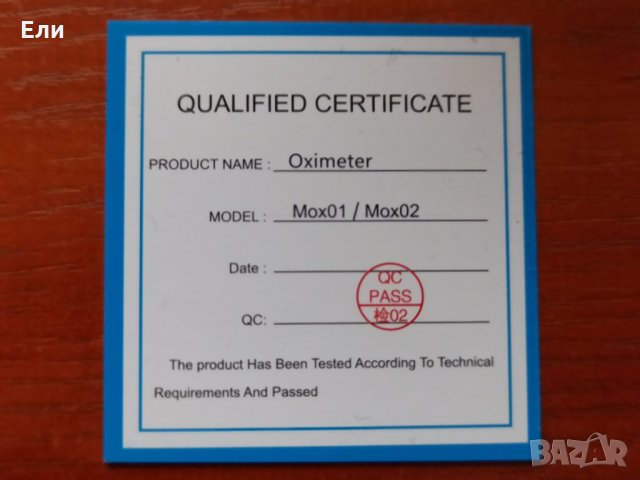 Ели
QUALIFIED CERTIFICATE
PRODUCT NAME : Oximeter
MODEL : Mox01 / Mox02
Date :
QC
PASS
检02
QC:
The product Has Been Tested According To Technical
Requirements And Passed
BAZAR